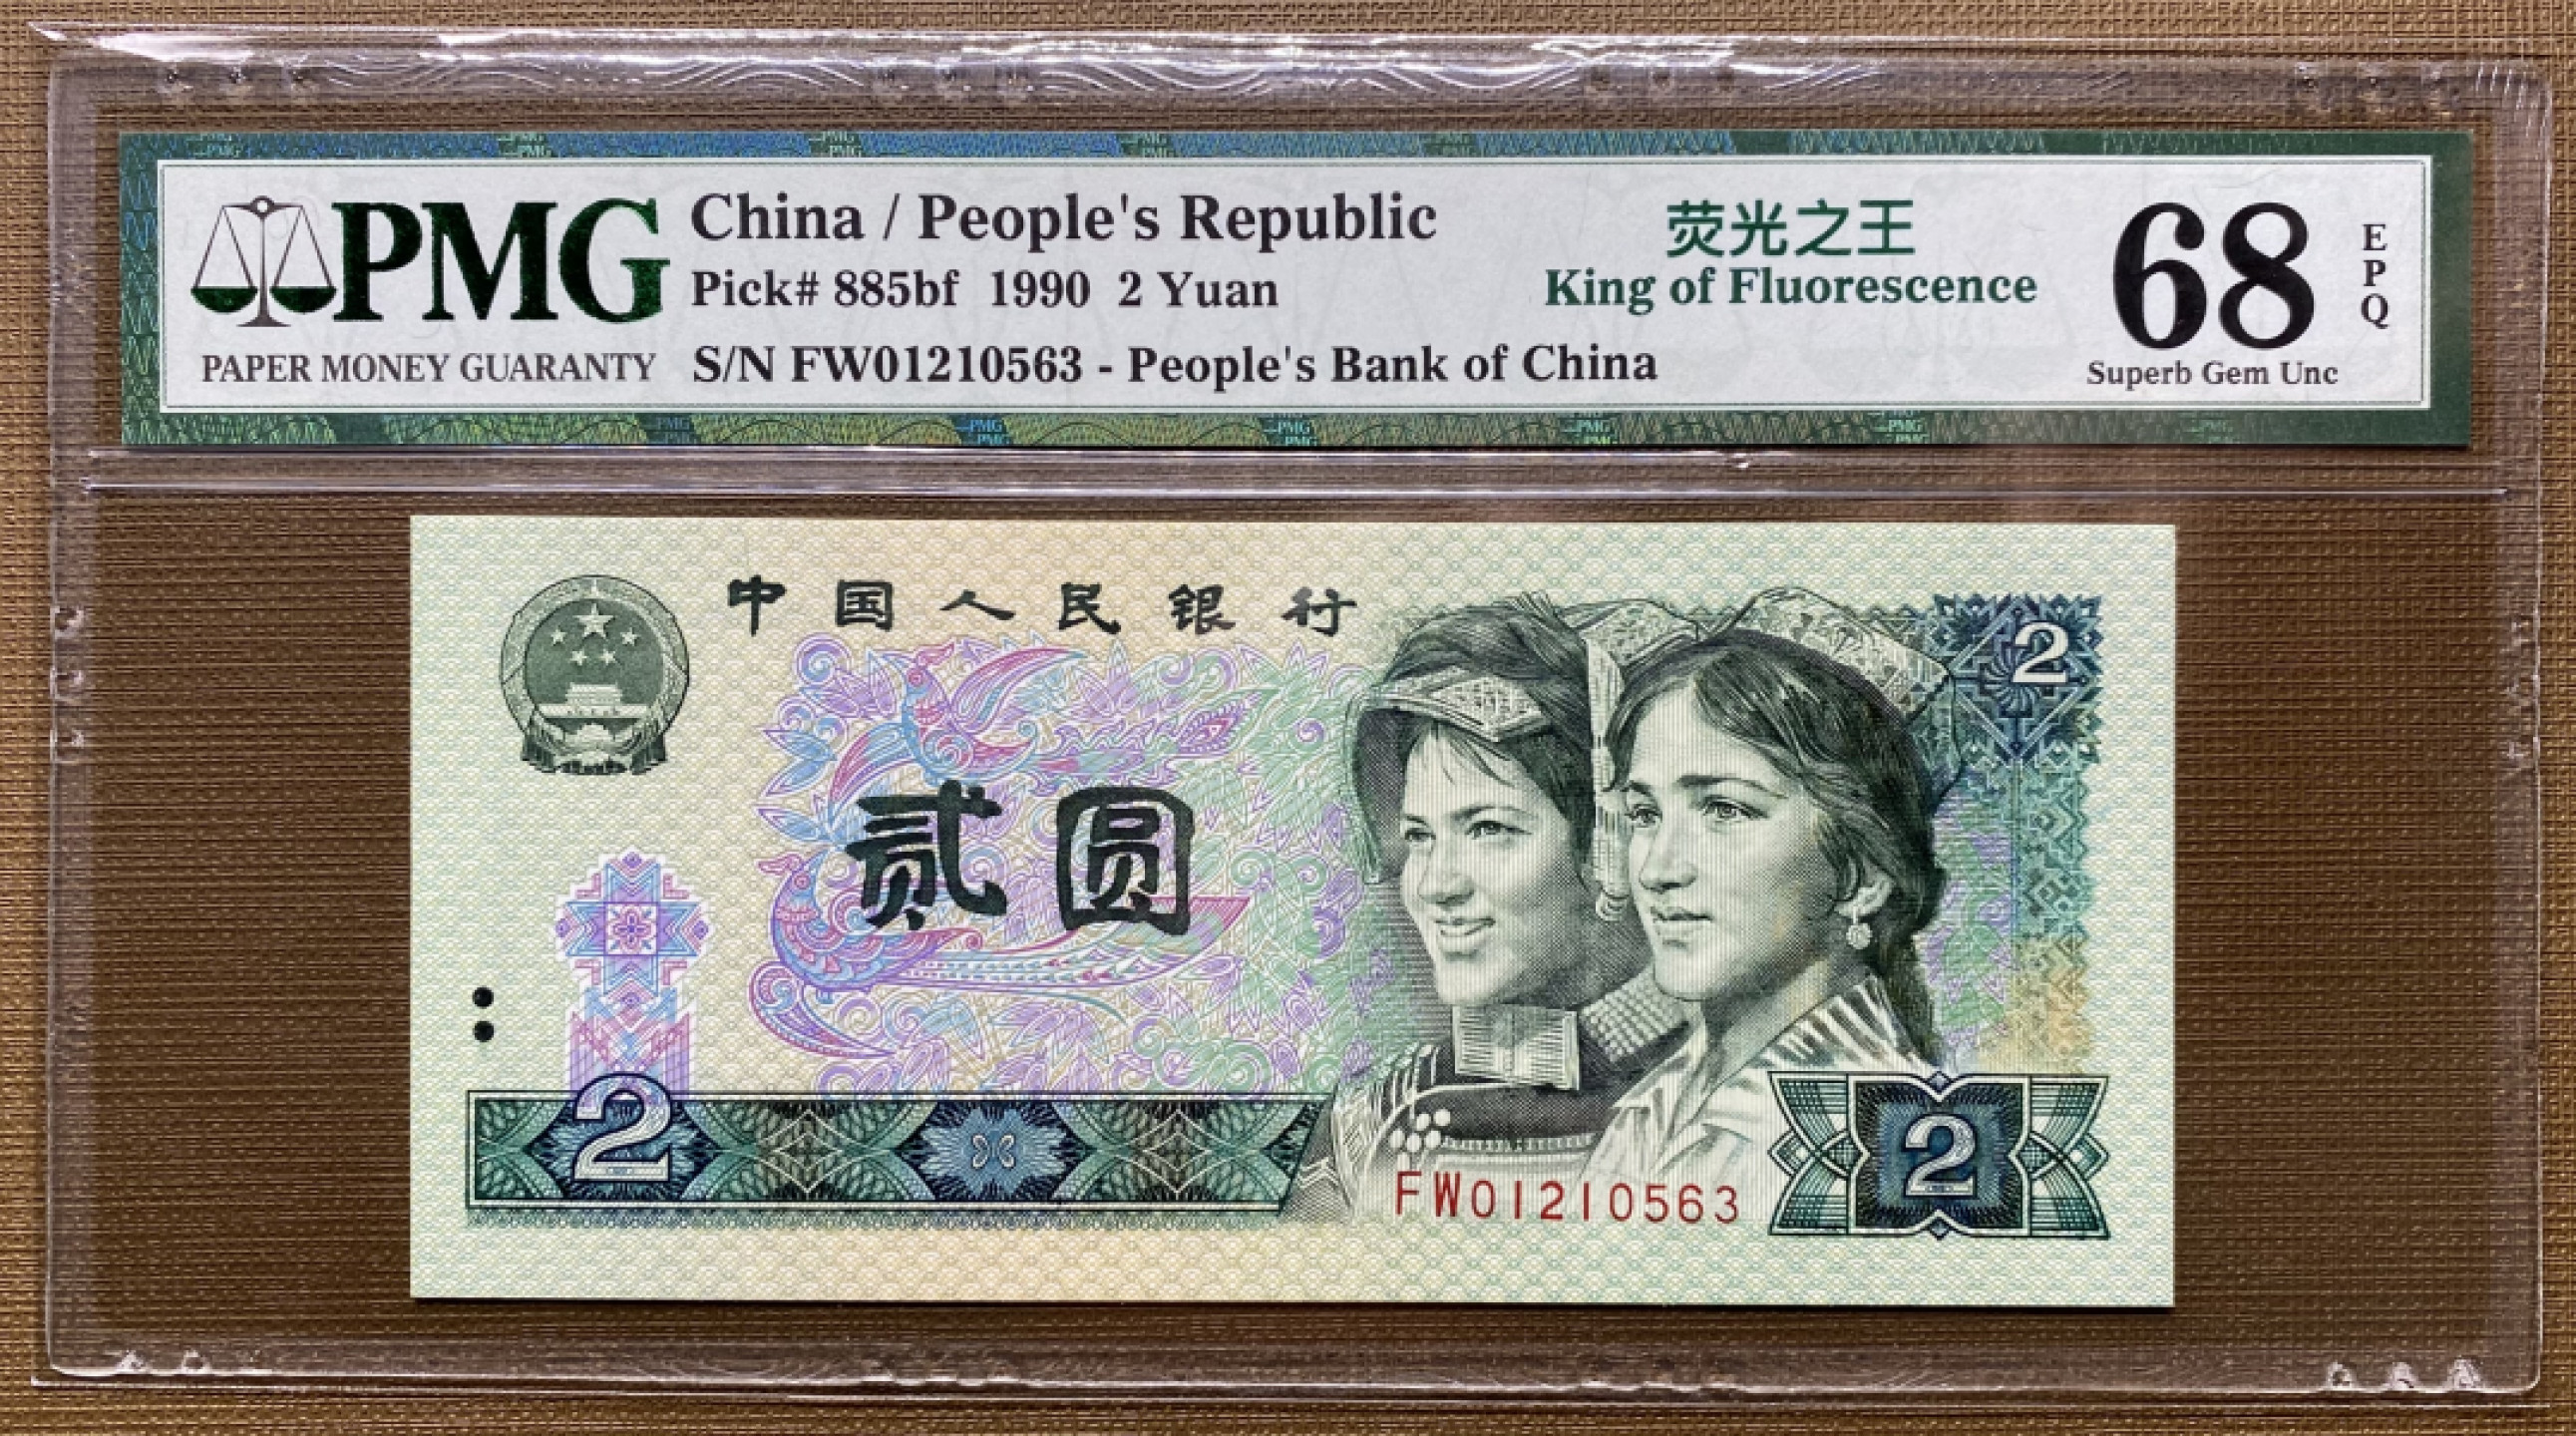 PMG
PAPER MONEY GUARANTY
China / People's Republic
Pick# 885bf 1990 2 Yuan
S/N FW01210563 - People's Bank of China
荧光之王
King of Fluorescence
68
EPQ
Superb Gem Unc
中国人民银行
2
贰圆
2
FW01210563
2